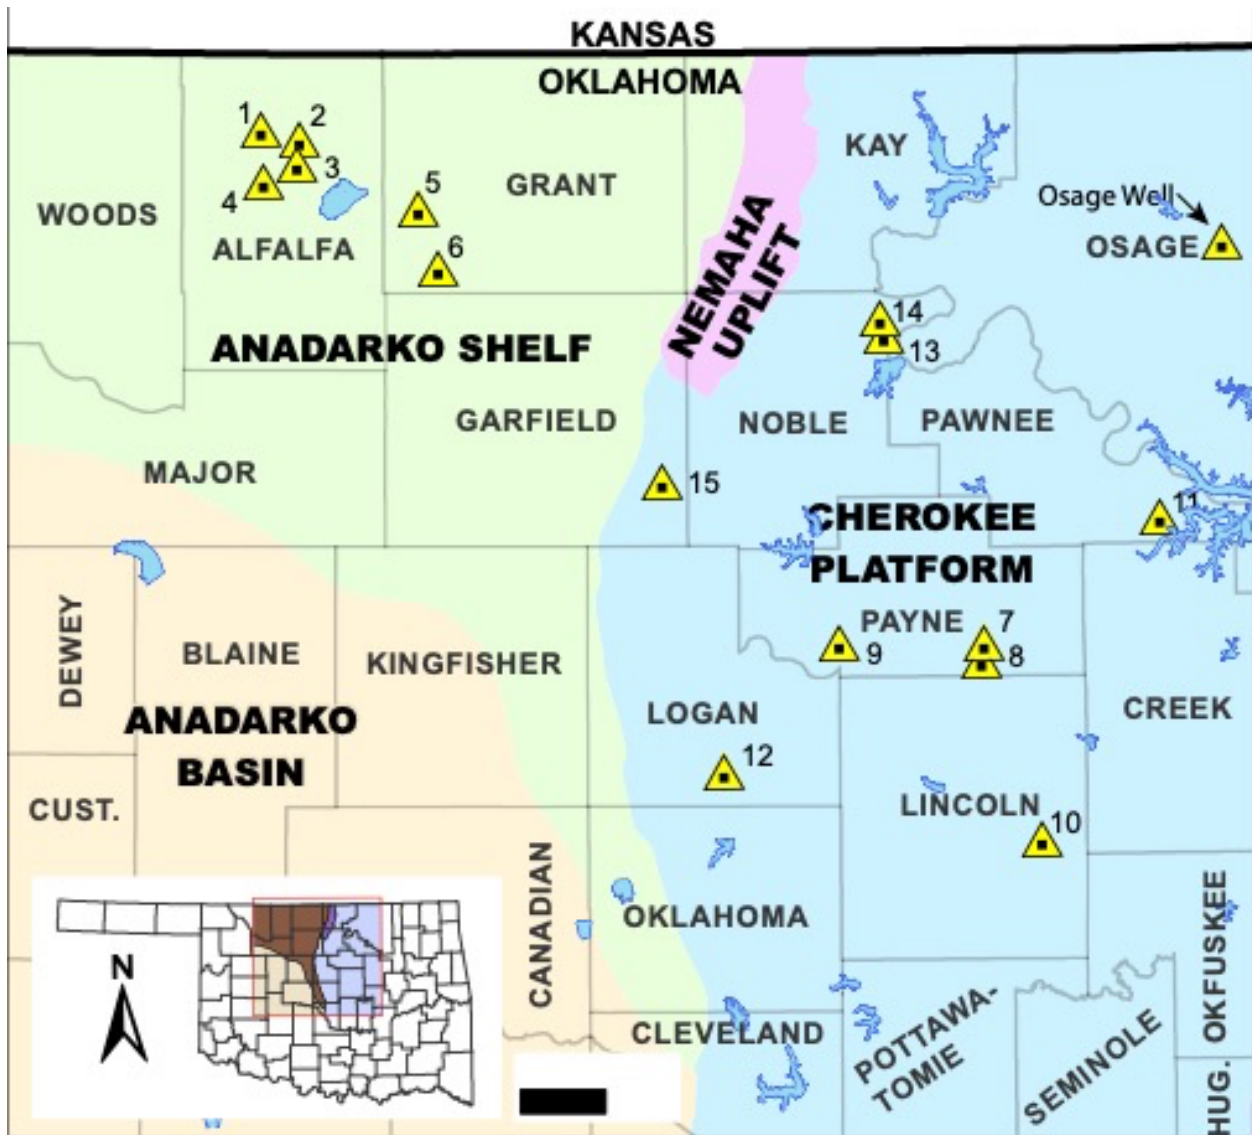 KANSAS
OKLAHOMA
1
2
3
4
5
6
WOODS
ALFALFA
GRANT
KAY
Osage Well
OSAGE
NEMAHA
UPLIFT
ANADARKO SHELF
14
13
GARFIELD
NOBLE
PAWNEE
MAJOR
15
11
CHEROKEE
PLATFORM
DEWEY
BLAINE
KINGFISHER
PAYNE
7
8
9
LOGAN
CREEK
ANADARKO
BASIN
12
CUST.
LINCOLN
10
CANADIAN
OKLAHOMA
OKFUSKEE
N
CLEVELAND
POTTAWA-
TOMIE
SEMINOLE
HUG.